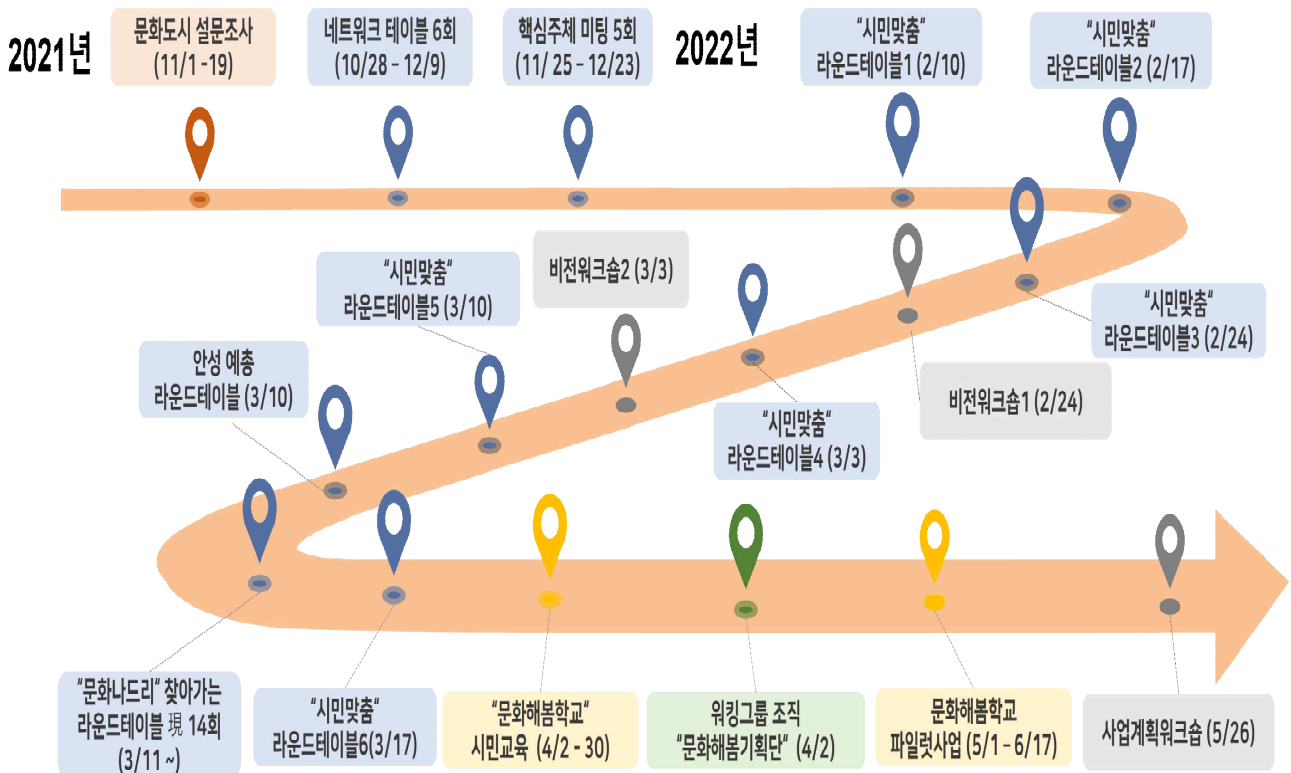 2021년
문화도시 설문조사
(11/1 -19)
네트워크 테이블 6회
(10/28 – 12/9)
핵심주체 미팅 5회
(11/ 25 – 12/23)
2022년
“시민맞춤“
라운드테이블1 (2/10)
“시민맞춤“
라운드테이블2 (2/17)
“시민맞춤“
라운드테이블3 (2/24)
비전워크숍1 (2/24)
“시민맞춤“
라운드테이블4 (3/3)
비전워크숍2 (3/3)
“시민맞춤“
라운드테이블5 (3/10)
안성 예총
라운드테이블 (3/10)
“문화나드리“ 찾아가는
라운드테이블 現 14회
(3/11 ~)
“시민맞춤“
라운드테이블6(3/17)
“문화해봄학교“
시민교육 (4/2 - 30)
워킹그룹 조직
“문화해봄기획단“ (4/2)
문화해봄학교
파일럿사업 (5/1 – 6/17)
사업계획워크숍 (5/26)